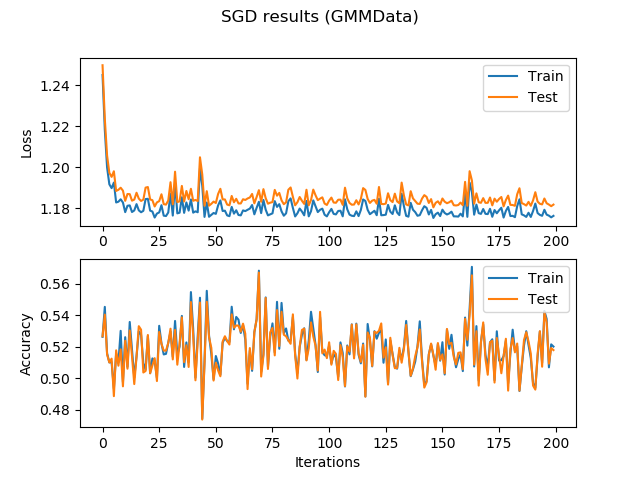 SGD results (GMMData)
1.24
1.22
1.20
1.18
Loss
Train
Test
0 25 50 75 100 125 150 175 200
0.56
0.54
0.52
0.50
0.48
Accuracy
Train
Test
0 25 50 75 100 125 150 175 200
Iterations